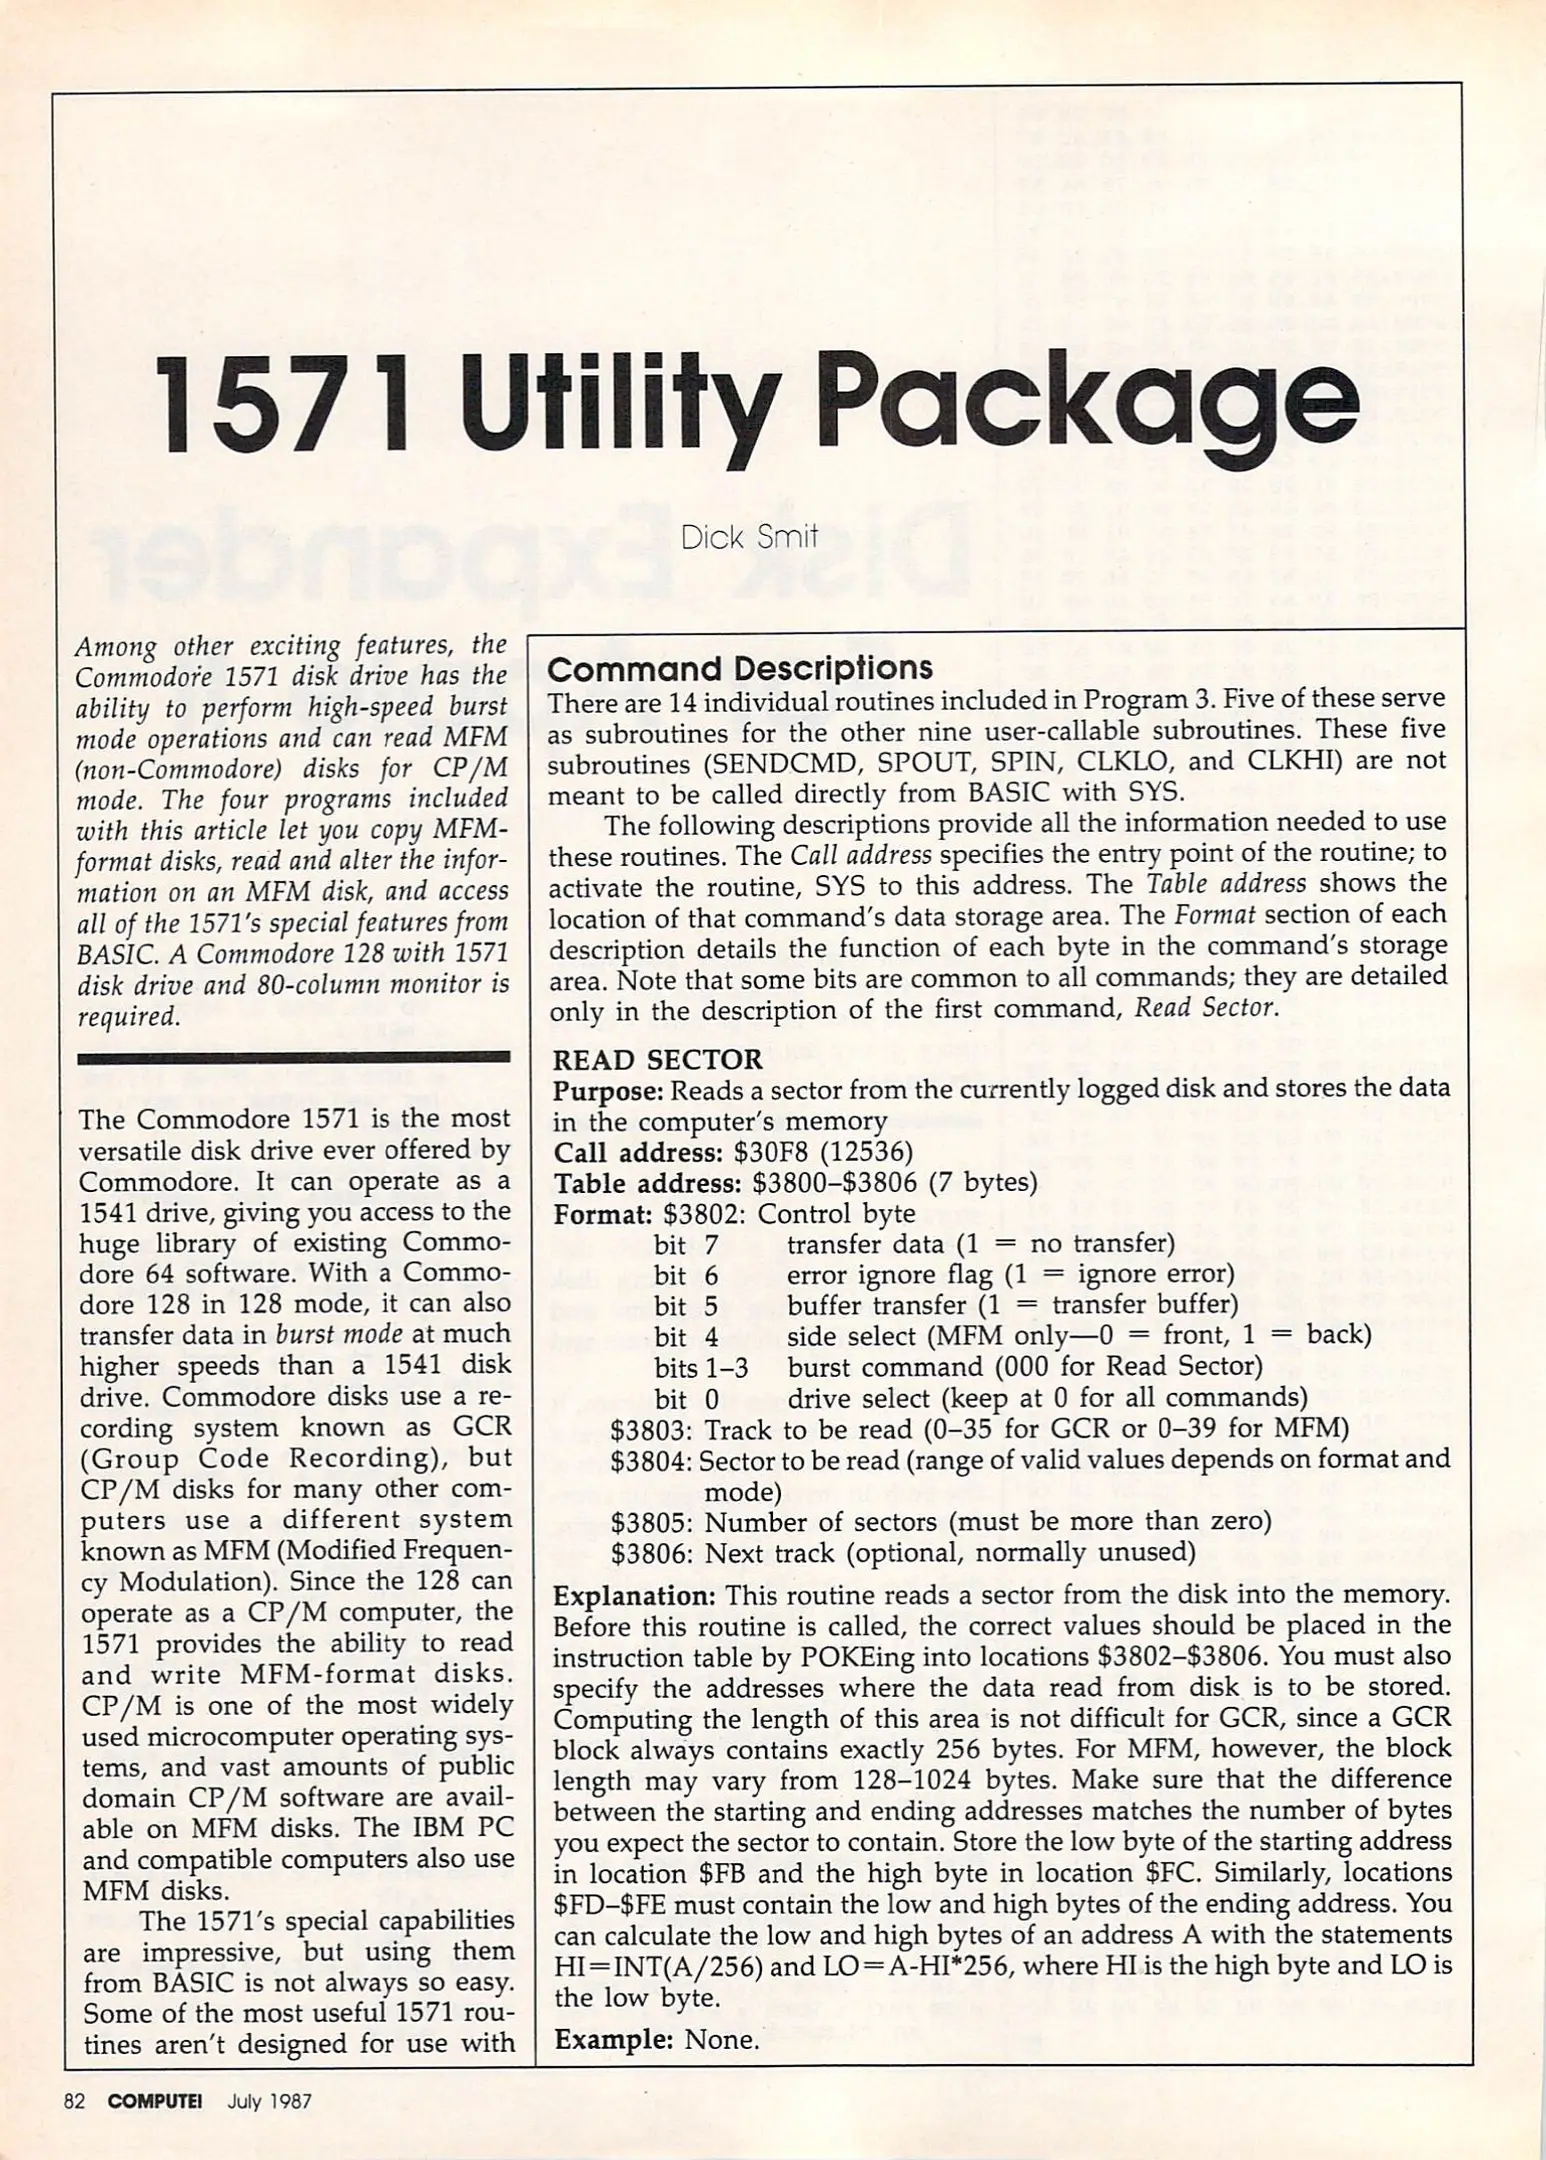 1571 Utility Package
Dick Smit
Among other exciting features, the
Commodore 1571 disk drive has the
ability to perform high-speed burst
mode operations and can read MFM
(non-Commodore) disks for CP/M
mode. The four programs included
with this article let you copy MFM-
format disks, read and alter the infor-
mation on an MFM disk, and access
all of the 1571's special features from
BASIC. A Commodore 128 with 1571
disk drive and 80-column monitor is
required.
The Commodore 1571 is the most
versatile disk drive ever offered by
Commodore. It can operate as a
1541 drive, giving you access to the
huge library of existing Commo-
dore 64 software. With a Commo-
dore 128 in 128 mode, it can also
transfer data in burst mode at much
higher speeds than a 1541 disk
drive. Commodore disks use a re-
cording system known as GCR
(Group Code Recording), but
CP/M disks for many other com-
puters use a different system
known as MFM (Modified Frequen-
cy Modulation). Since the 128 can
operate as a CP/M computer, the
1571 provides the ability to read
and write MFM-format disks.
CP/M is one of the most widely
used microcomputer operating sys-
tems, and vast amounts of public
domain CP/M software are avail-
able on MFM disks. The IBM PC
and compatible computers also use
MFM disks.
The 1571's special capabilities
are impressive, but using them
from BASIC is not always so easy.
Some of the most useful 1571 rou-
tines aren't designed for use with
Command Descriptions
There are 14 individual routines included in Program 3. Five of these serve
as subroutines for the other nine user-callable subroutines. These five
subroutines (SENDCMD, SPOUT, SPIN, CLKLO, and CLKHI) are not
meant to be called directly from BASIC with SYS.
The following descriptions provide all the information needed to use
these routines. The Call address specifies the entry point of the routine; to
activate the routine, SYS to this address. The Table address shows the
location of that command's data storage area. The Format section of each
description details the function of each byte in the command's storage
area. Note that some bits are common to all commands; they are detailed
only in the description of the first command, Read Sector.
READ SECTOR
Purpose: Reads a sector from the currently logged disk and stores the data
in the computer's memory
Call address: $30F8 (12536)
Table address: $3800–$3806 (7 bytes)
Format: $3802: Control byte
bit 7 transfer data (1 = no transfer)
bit 6 error ignore flag (1 = ignore error)
bit 5 buffer transfer (1 = transfer buffer)
bit 4 side select (MFM only—0 = front, 1 = back)
bits 1–3 burst command (000 for Read Sector)
bit 0 drive select (keep at 0 for all commands)
$3803: Track to be read (0–35 for GCR or 0–39 for MFM)
$3804: Sector to be read (range of valid values depends on format and
mode)
$3805: Number of sectors (must be more than zero)
$3806: Next track (optional, normally unused)
Explanation: This routine reads a sector from the disk into the memory.
Before this routine is called, the correct values should be placed in the
instruction table by POKEing into locations $3802–$3806. You must also
specify the addresses where the data read from disk is to be stored.
Computing the length of this area is not difficult for GCR, since a GCR
block always contains exactly 256 bytes. For MFM, however, the block
length may vary from 128–1024 bytes. Make sure that the difference
between the starting and ending addresses matches the number of bytes
you expect the sector to contain. Store the low byte of the starting address
in location $FB and the high byte in location $FC. Similarly, locations
$FD–$FE must contain the low and high bytes of the ending address. You
can calculate the low and high bytes of an address A with the statements
HI=INT(A/256) and LO=A-HI*256, where HI is the high byte and LO is
the low byte.
Example: None.
82 COMPUTE! July 1987